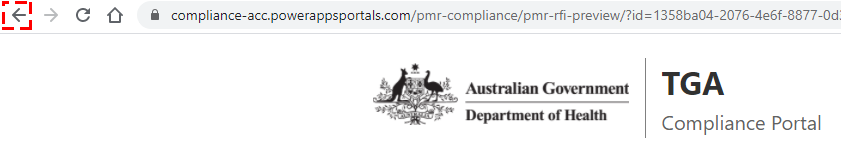 compliance-acc.powerappsportals.com/pmr-compliance/pmr-rfi-preview/?id=1358ba04-2076-4e6f-8877-0d
Australian Government
Department of Health
TGA
Compliance Portal